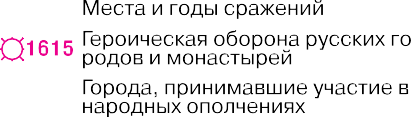 Места и годы сражений
1615 Героическая оборона русских го
родов и монастырей
Города, принимавшие участие в
народных ополчениях